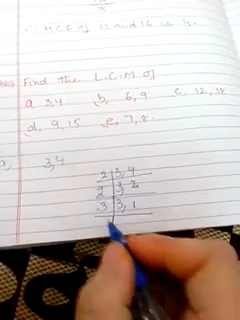 ∴ H.C.F of 12 and 16 is 4.
Find the L.C.M of
a 3,4 b, 6,9 c, 12,18
d, 9,15 e, 7,8.
a, 3,4
2 3,4
2 3,2
3 3,1